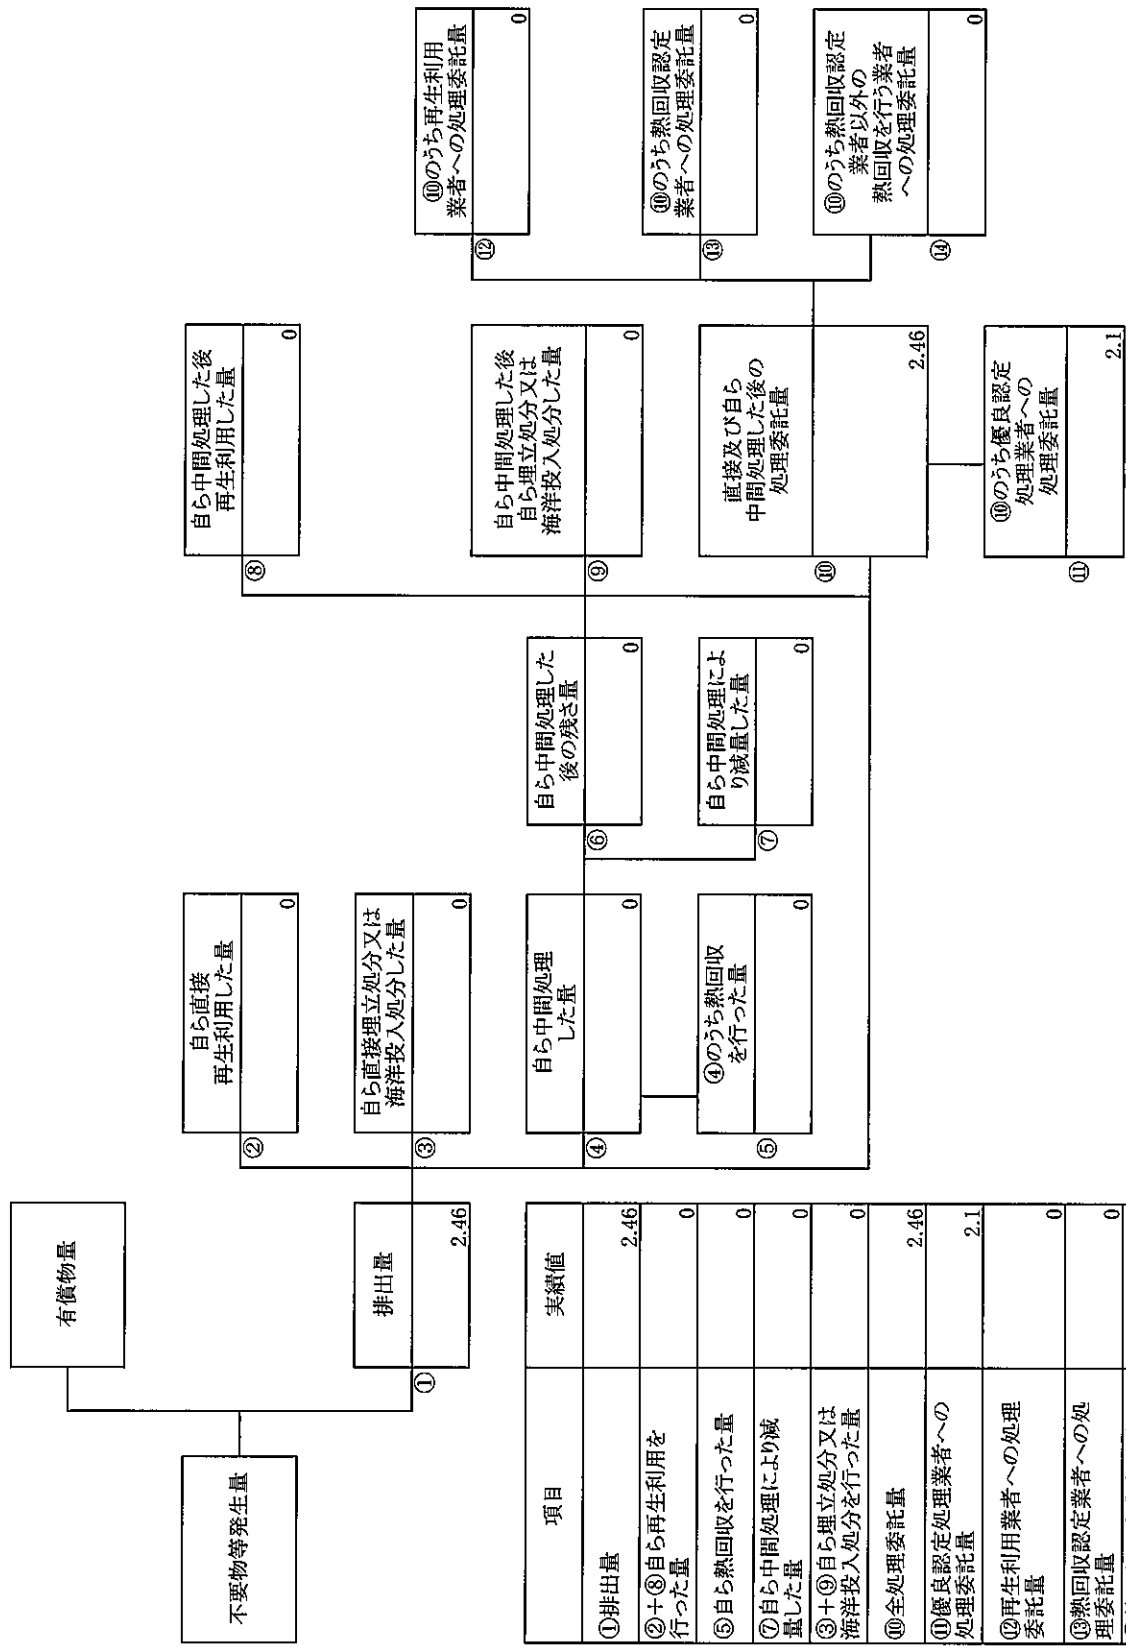 不要物等発生量
有償物量
①
排出量
2.46
②
自ら直接
再生利用した量
0
③
自ら直接埋立処分又は
海洋投入処分した量
0
④
自ら中間処理
した量
0
⑤
④のうち熱回収
を行った量
0
⑥
自ら中間処理した
後の残さ量
0
⑦
自ら中間処理によ
り減量した量
0
⑧
自ら中間処理した後
再生利用した量
0
⑨
自ら中間処理した後
自ら埋立処分又は
海洋投入処分した量
0
⑩
直接及び自ら
中間処理した後の
処理委託量
2.46
⑪
⑩のうち優良認定
処理業者への
処理委託量
2.1
⑫
⑩のうち再生利用
業者への処理委託量
0
⑬
⑩のうち熱回収認定
業者への処理委託量
0
⑭
⑩のうち熱回収認定
業者以外の
熱回収を行う業者
への処理委託量
0
項目 実績値
①排出量 2.46
②+⑧自ら再生利用を
行った量 0
⑤自ら熱回収を行った量 0
⑦自ら中間処理により減
量した量 0
③+⑨自ら埋立処分又は
海洋投入処分を行った量 0
⑩全処理委託量 2.46
⑪優良認定処理業者への
処理委託量 2.1
⑫再生利用業者への処理
委託量 0
⑬熱回収認定業者への処
理委託量 0